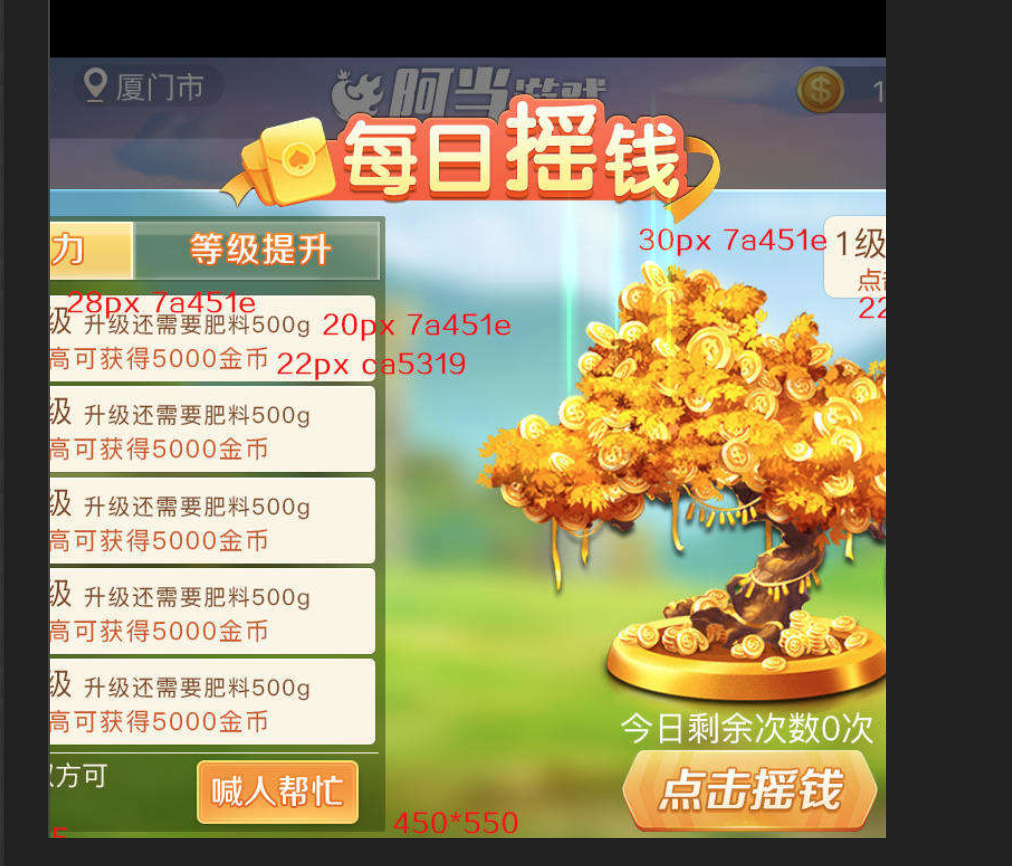 厦门市
阿当游戏
1
每日摇钱
力
等级提升
30px 7a451e
1级
点击
22
28px 7a451e
级 升级还需要肥料500g
20px 7a451e
高可获得5000金币
22px ca5319
级 升级还需要肥料500g
高可获得5000金币
级 升级还需要肥料500g
高可获得5000金币
级 升级还需要肥料500g
高可获得5000金币
级 升级还需要肥料500g
高可获得5000金币
今日剩余次数0次
方可
喊人帮忙
点击摇钱
450*550